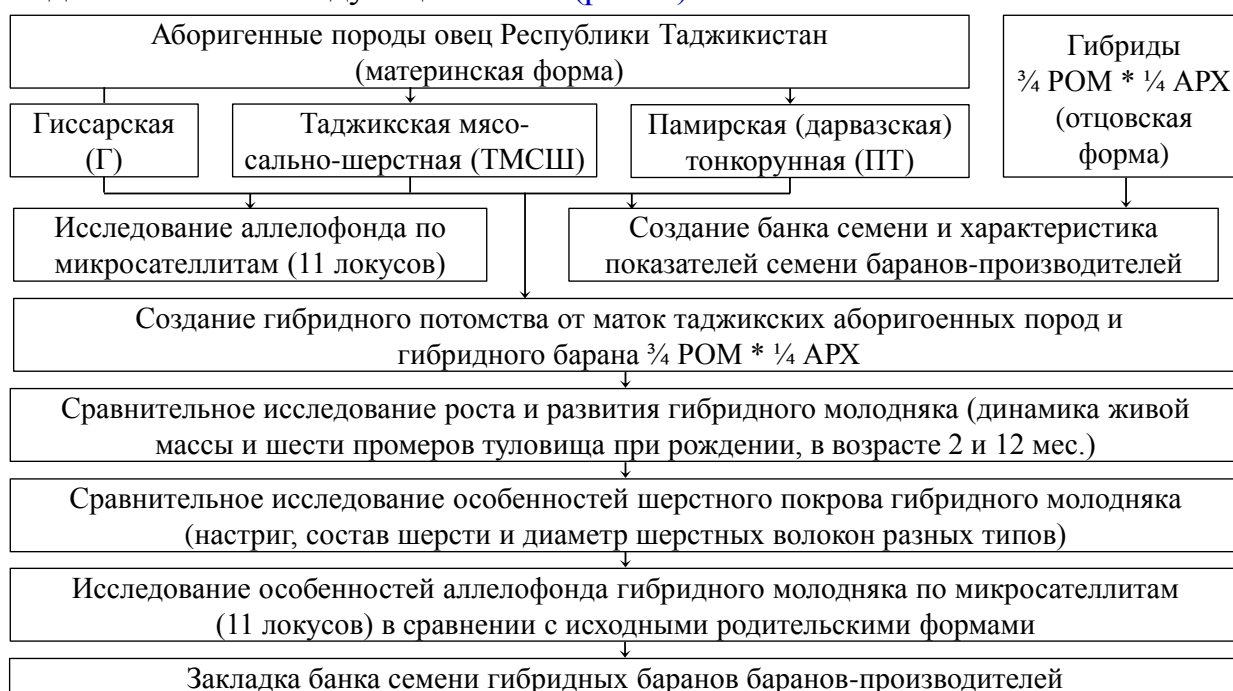 (р
Аборигенные породы овец Республики Таджикистан
(материнская форма)
Гибриды
¾ РОМ * ¼ АРХ
(отцовская
форма)
Гиссарская
(Г)
Таджикская мясо-
сально-шерстная (ТМСШ)
Памирская (дарвазская)
тонкорунная (ПТ)
Исследование аллелофонда по
микросателлитам (11 локусов)
Создание банка семени и характеристика
показателей семени баранов-производителей
Создание гибридного потомства от маток таджикских аборигоенных пород и
гибридного барана ¾ РОМ * ¼ АРХ
Сравнительное исследование роста и развития гибридного молодняка (динамика живой
массы и шести промеров туловища при рождении, в возрасте 2 и 12 мес.)
Сравнительное исследование особенностей шерстного покрова гибридного молодняка
(настриг, состав шерсти и диаметр шерстных волокон разных типов)
Исследование особенностей аллелофонда гибридного молодняка по микросателлитам
(11 локусов) в сравнении с исходными родительскими формами
Закладка банка семени гибридных баранов баранов-производителей